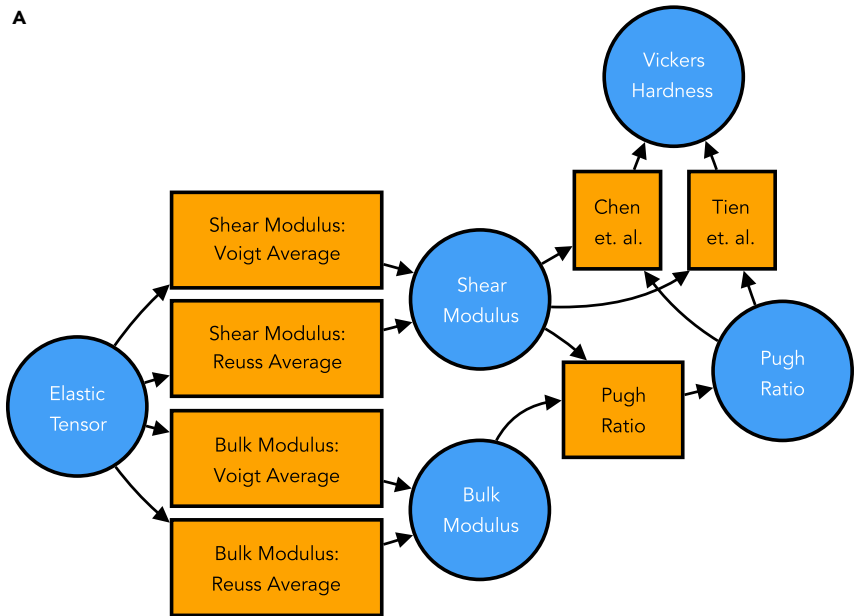 A
Vickers
Hardness
Chen
et. al.
Tien
et. al.
Shear Modulus:
Voigt Average
Shear
Modulus
Shear Modulus:
Reuss Average
Pugh
Ratio
Elastic
Tensor
Pugh
Ratio
Bulk Modulus:
Voigt Average
Bulk
Modulus
Bulk Modulus:
Reuss Average